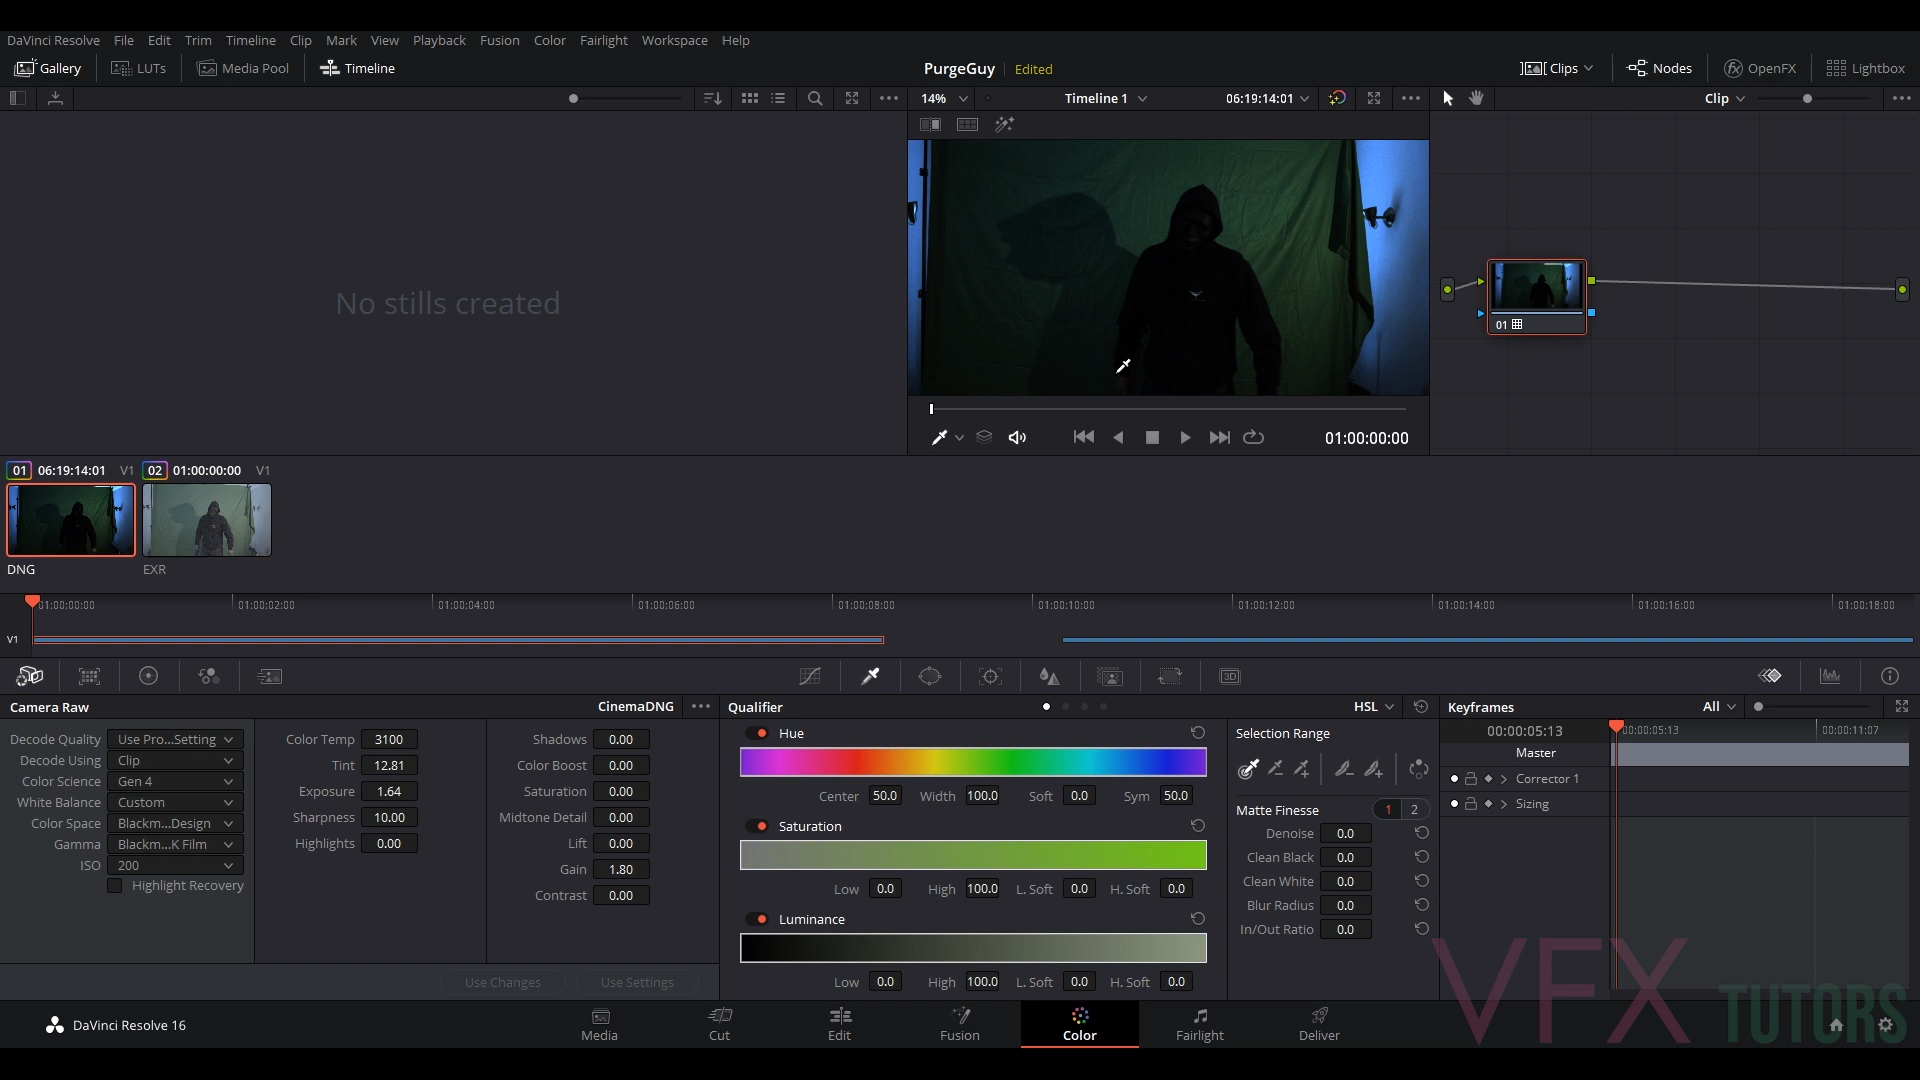 DaVinci Resolve File Edit Trim Timeline Clip Mark View Playback Fusion Color Fairlight Workspace Help
Gallery LUTs Media Pool Timeline PurgeGuy Edited Clips Nodes OpenFX Lightbox
14% Timeline 1 06:19:14:01 Clip
No stills created
01
01:00:00:00
01 06:19:14:01 V1 02 01:00:00:00 V1
DNG EXR
01:00:00:00 01:00:02:00 01:00:04:00 01:00:06:00 01:00:08:00 01:00:10:00 01:00:12:00 01:00:14:00 01:00:16:00 01:00:18:00
V1
3D
Camera Raw CinemaDNG
Decode Quality Use Pro...Setting
Decode Using Clip
Color Science Gen 4
White Balance Custom
Color Space Blackm...Design
Gamma Blackm...K Film
ISO 200
Highlight Recovery
Color Temp 3100
Tint 12.81
Exposure 1.64
Sharpness 10.00
Highlights 0.00
Shadows 0.00
Color Boost 0.00
Saturation 0.00
Midtone Detail 0.00
Lift 0.00
Gain 1.80
Contrast 0.00
Use Changes Use Settings
Qualifier HSL
Hue
Center 50.0 Width 100.0 Soft 0.0 Sym 50.0
Saturation
Low 0.0 High 100.0 L. Soft 0.0 H. Soft 0.0
Luminance
Low 0.0 High 100.0 L. Soft 0.0 H. Soft 0.0
Selection Range
Matte Finesse 1 2
Denoise 0.0
Clean Black 0.0
Clean White 0.0
Blur Radius 0.0
In/Out Ratio 0.0
Keyframes All
00:00:05:13 00:00:05:13 00:00:11:07
Master
Corrector 1
Sizing
VFX TUTORS
DaVinci Resolve 16 Media Cut Edit Fusion Color Fairlight Deliver